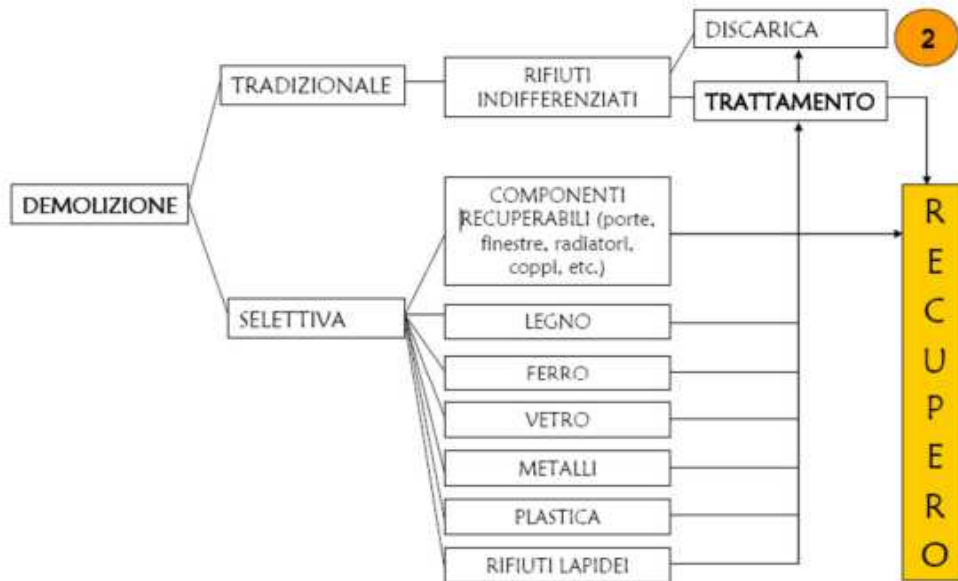 DISCARICA
2
TRADIZIONALE
RIFIUTI
INDIFFERENZIATI
TRATTAMENTO
DEMOLIZIONE
COMPONENTI
RECUPERABILI (porte,
finestre, radiatori,
coppi, etc.)
SELETTIVA
LEGNO
FERRO
VETRO
METALLI
PLASTICA
RIFIUTI LAPIDEI
R
E
C
U
P
E
R
O